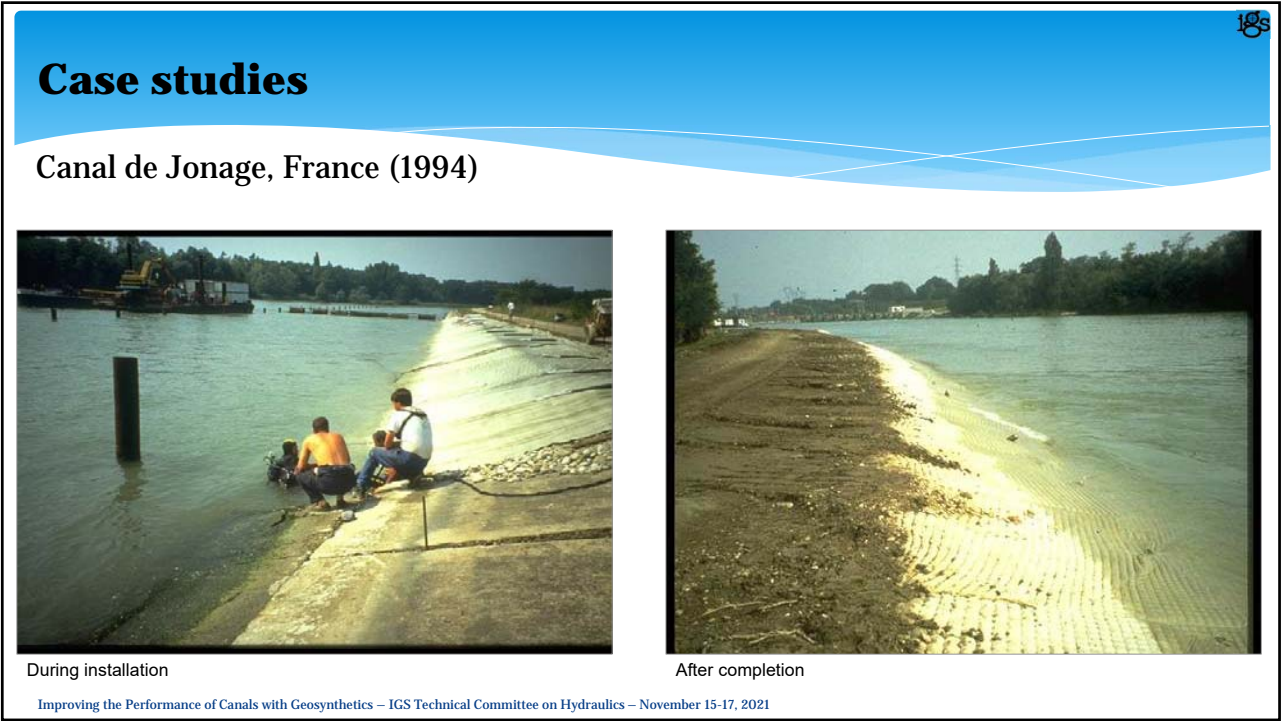 igs
Case studies
Canal de Jonage, France (1994)
During installation
After completion
Improving the Performance of Canals with Geosynthetics – IGS Technical Committee on Hydraulics – November 15-17, 2021